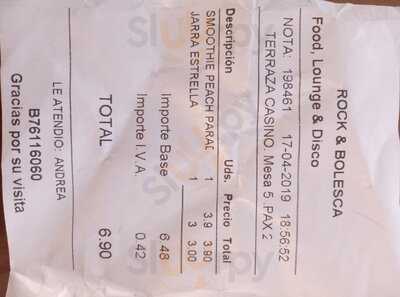 ROCK & BOLESCA
Food, Lounge & Disco
NOTA: 198461 17-04-2019 18:56:52
TERRAZA CASINO, Mesa 5 ,PAX 2
Descripción Uds. Precio Total
SMOOTHIE PEACH PARAD 1 3.9 3.90
JARRA ESTRELLA 1 3 3.00
Importe Base 6.48
Importe I.V.A. 0.42
TOTAL 6.90
LE ATENDIO: ANDREA
B76116060
Gracias por su visita